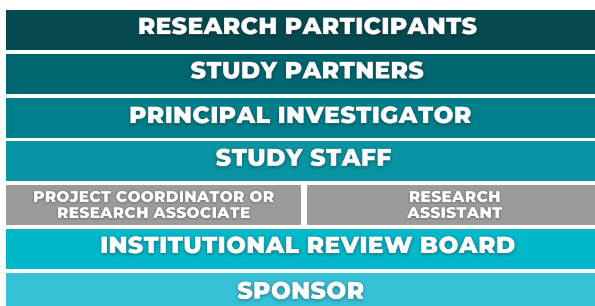 RESEARCH PARTICIPANTS
STUDY PARTNERS
PRINCIPAL INVESTIGATOR
STUDY STAFF
PROJECT COORDINATOR OR
RESEARCH ASSOCIATE
RESEARCH
ASSISTANT
INSTITUTIONAL REVIEW BOARD
SPONSOR